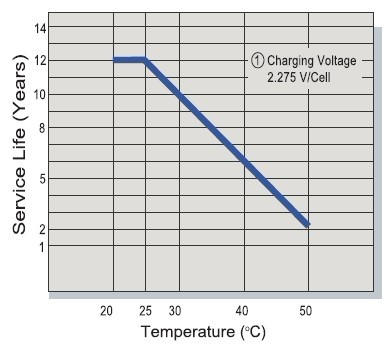 14
12
① Charging Voltage
2.275 V/Cell
10
8
5
2
1
Service Life (Years)
20 25 30 40 50
Temperature (°C)